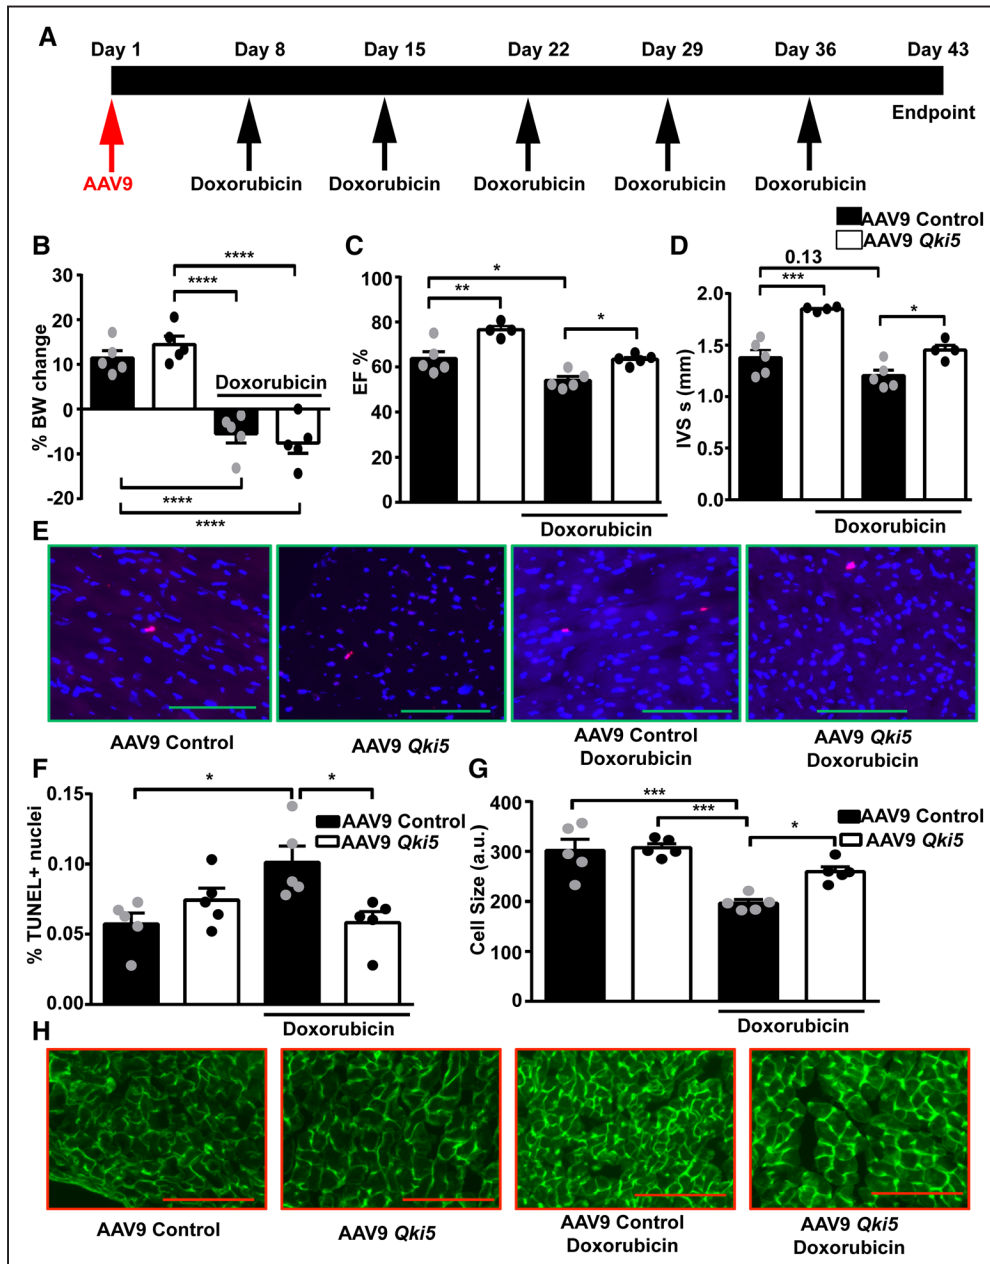 A
Day 1 Day 8 Day 15 Day 22 Day 29 Day 36 Day 43
Endpoint
AAV9 Doxorubicin Doxorubicin Doxorubicin Doxorubicin Doxorubicin
AAV9 Control
AAV9 Qki5
B
% BW change
30
20
10
0
-10
-20
****
****
Doxorubicin
****
****
C
EF %
100
80
60
40
20
0
*
**
*
Doxorubicin
D
IVS s (mm)
2.0
1.5
1.0
0.5
0.0
0.13
***
*
Doxorubicin
E
AAV9 Control
AAV9 Qki5
AAV9 Control
Doxorubicin
AAV9 Qki5
Doxorubicin
F
% TUNEL+ nuclei
0.15
0.10
0.05
0.00
*
*
AAV9 Control
AAV9 Qki5
Doxorubicin
G
Cell Size (a.u.)
400
300
200
100
0
***
***
*
AAV9 Control
AAV9 Qki5
Doxorubicin
H
AAV9 Control
AAV9 Qki5
AAV9 Control
Doxorubicin
AAV9 Qki5
Doxorubicin